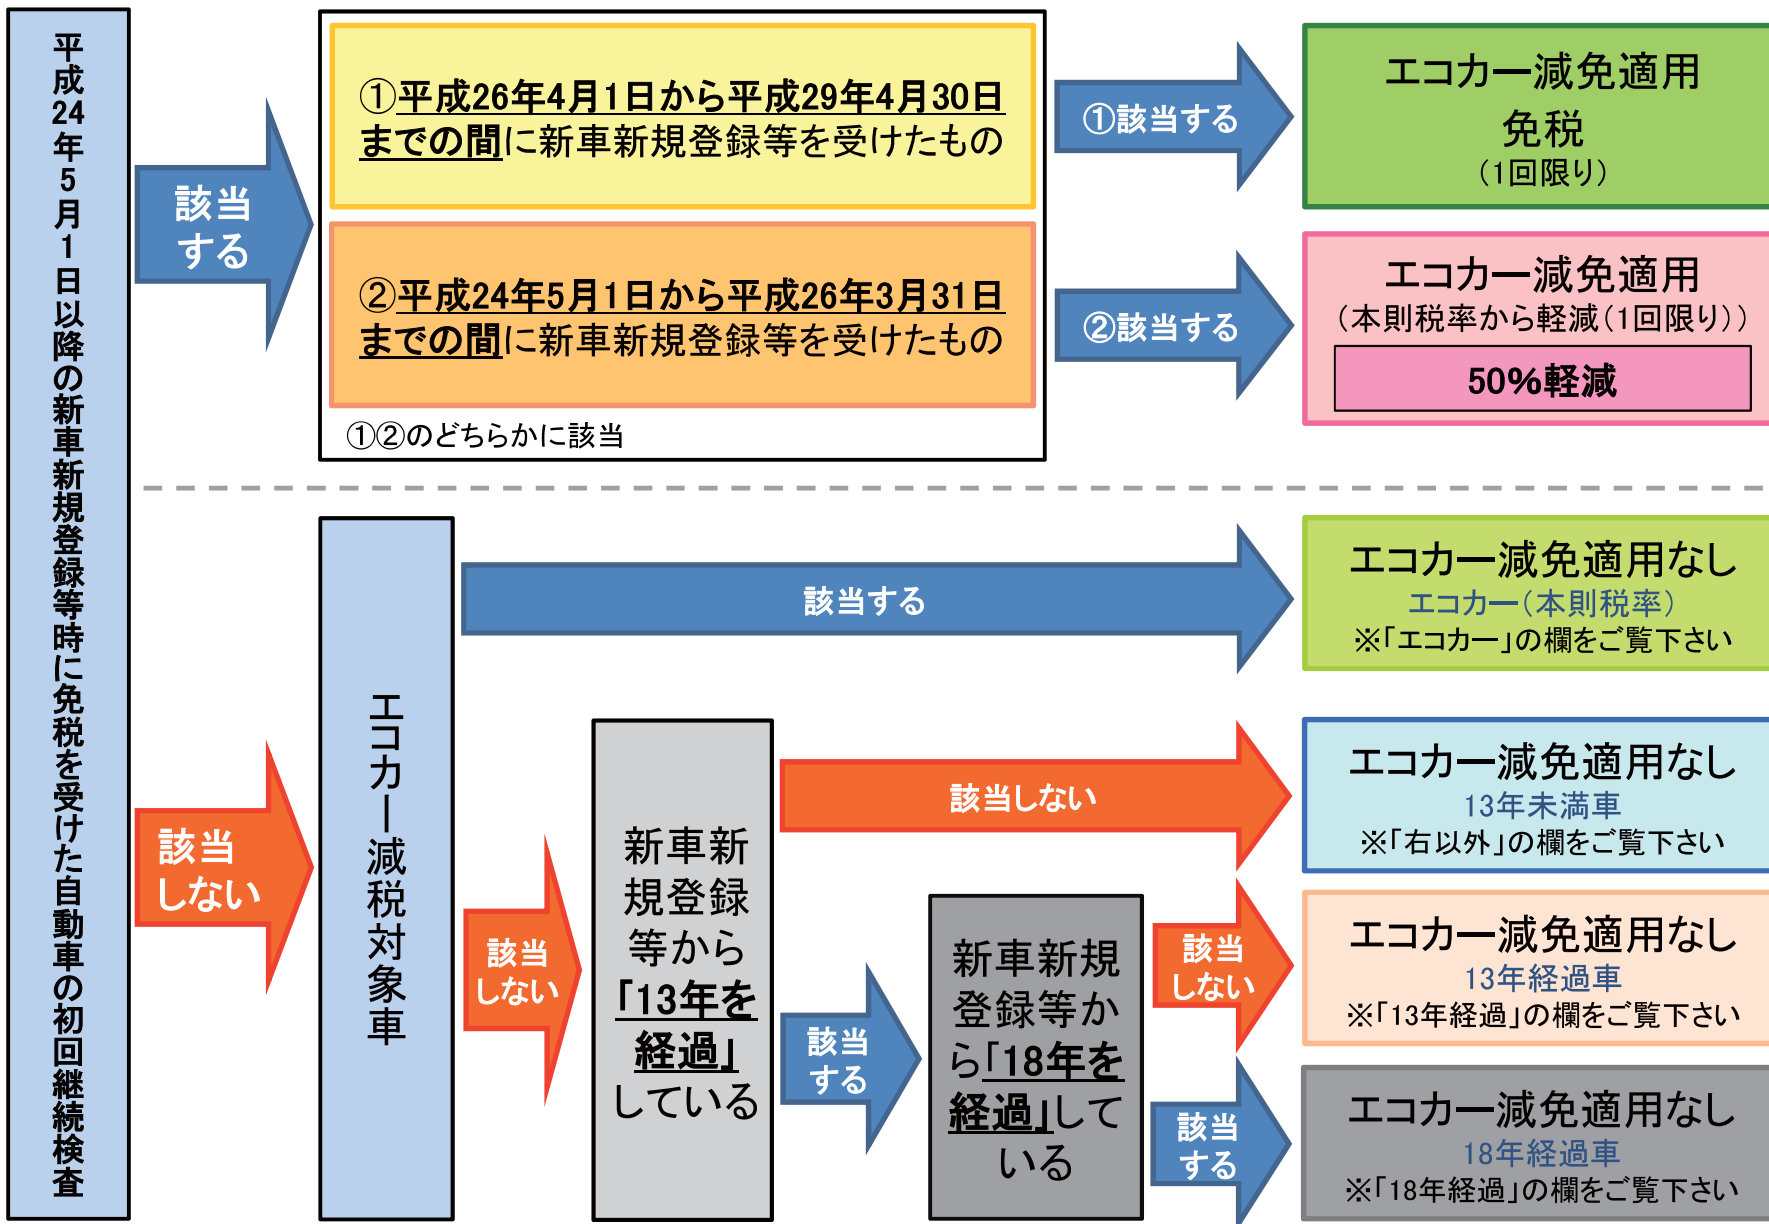 平成24年5月1日以降の新車新規登録等時に免税を受けた自動車の初回継続検査
該当
する
①平成26年4月1日から平成29年4月30日
までの間に新車新規登録等を受けたもの
②平成24年5月1日から平成26年3月31日
までの間に新車新規登録等を受けたもの
①②のどちらかに該当
①該当する
エコカー減免適用
免税
(1回限り)
②該当する
エコカー減免適用
(本則税率から軽減(1回限り))
50%軽減
該当
しない
エコカー減税対象車
該当する
エコカー減免適用なし
エコカー(本則税率)
※「エコカー」の欄をご覧下さい
該当
しない
新車新
規登録
等から
「13年を
経過」
している
該当しない
エコカー減免適用なし
13年未満車
※「右以外」の欄をご覧下さい
該当
する
新車新規
登録等か
ら「18年を
経過」して
いる
該当
しない
エコカー減免適用なし
13年経過車
※「13年経過」の欄をご覧下さい
該当
する
エコカー減免適用なし
18年経過車
※「18年経過」の欄をご覧下さい